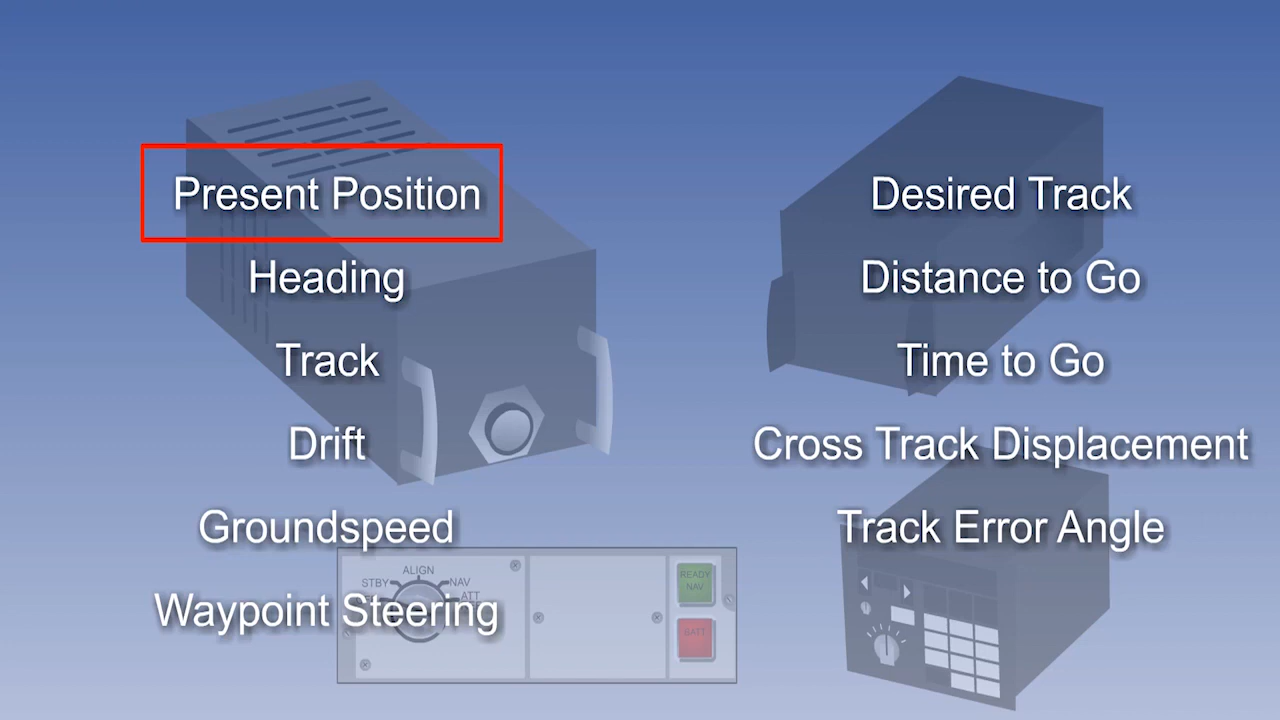 Present Position
Heading
Track
Drift
Groundspeed
Waypoint Steering
Desired Track
Distance to Go
Time to Go
Cross Track Displacement
Track Error Angle
ALIGN
STBY
NAV
ATT
READY
NAV
BATT